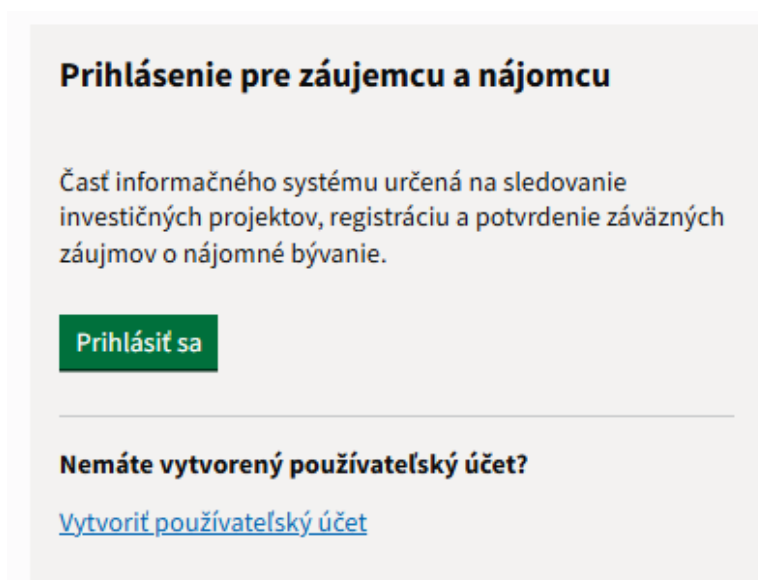 Prihlásenie pre záujemcu a nájomcu
Časť informačného systému určená na sledovanie
investičných projektov, registráciu a potvrdenie záväzných
záujmov o nájomné bývanie.
Prihlásiť sa
Nemáte vytvorený používateľský účet?
Vytvoriť používateľský účet